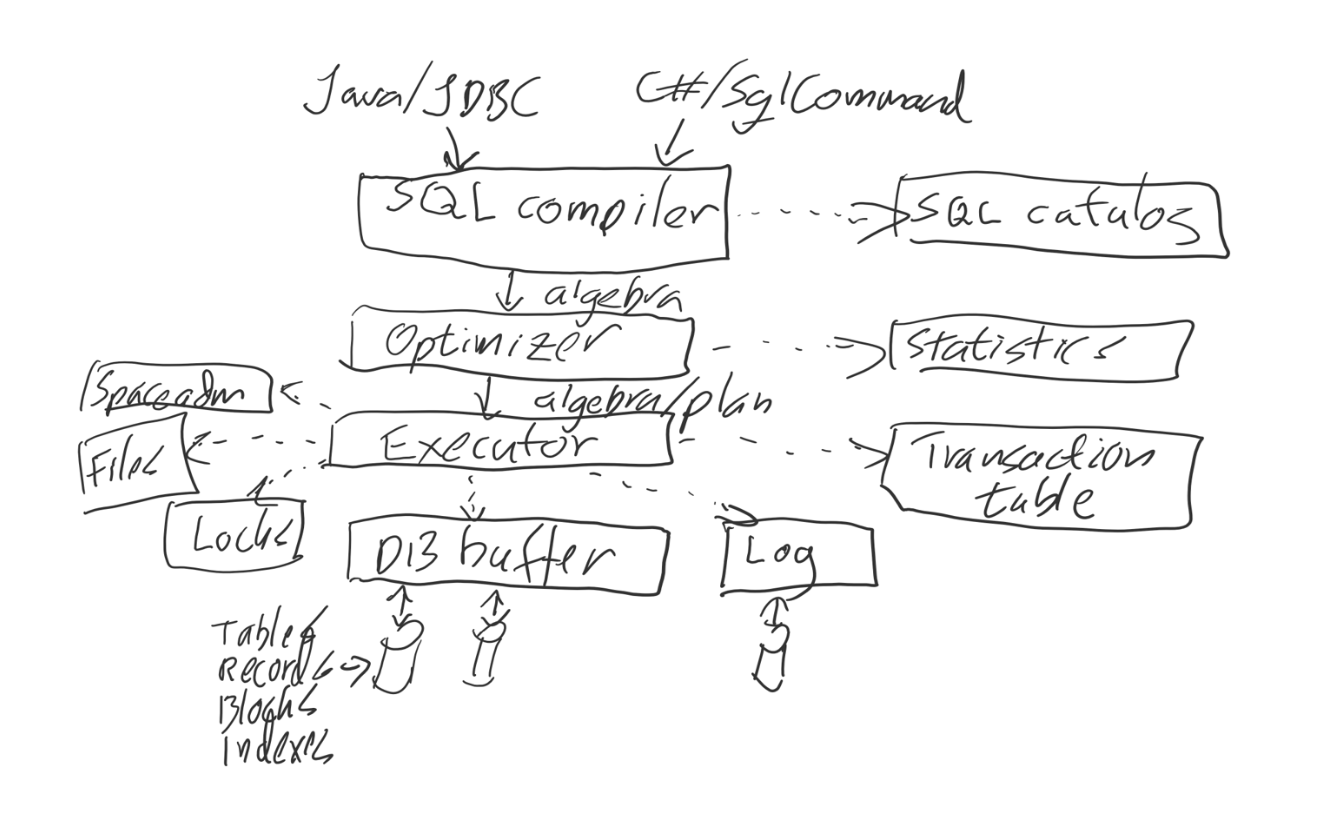 Java/JDBC
C#/SqlCommand
SQL compiler
SQL catalog
algebra
Optimizer
Statistics
algebra/plan
Spaceadm
Executor
Files
Transaction
table
Locks
DB buffer
Log
Tables
Records
Blocks
Indexes